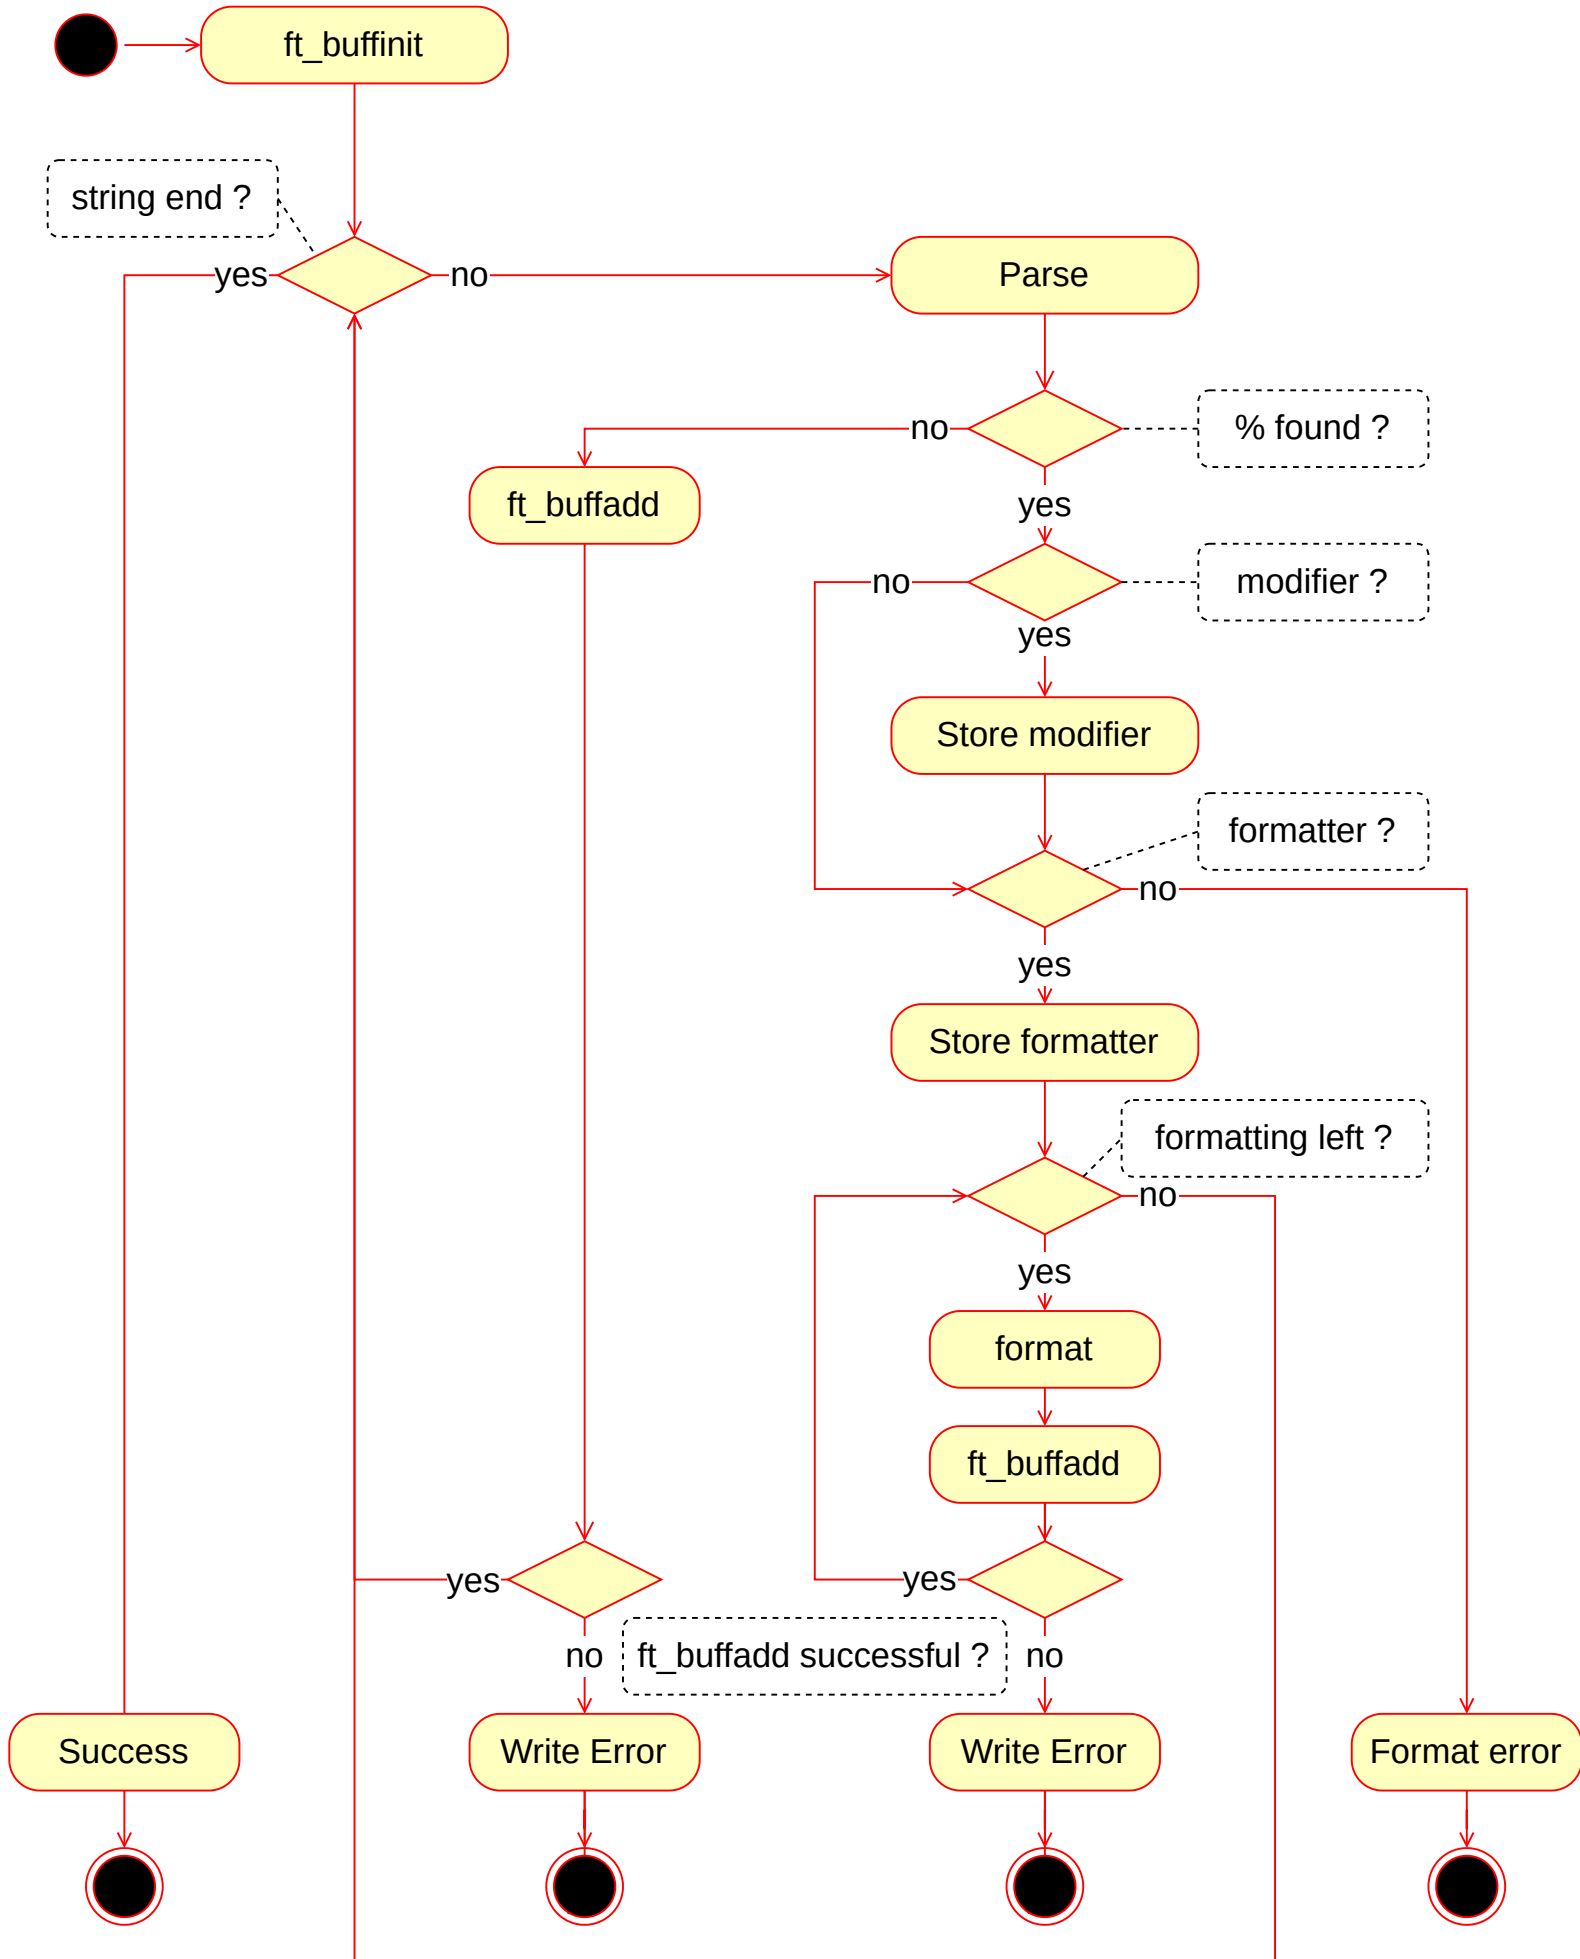 ft_buffinit
string end ?
yes
no
Parse
no
% found ?
ft_buffadd
yes
no
modifier ?
yes
Store modifier
formatter ?
no
yes
Store formatter
formatting left ?
no
yes
format
ft_buffadd
yes
yes
no
ft_buffadd successful ?
no
Success
Write Error
Write Error
Format error